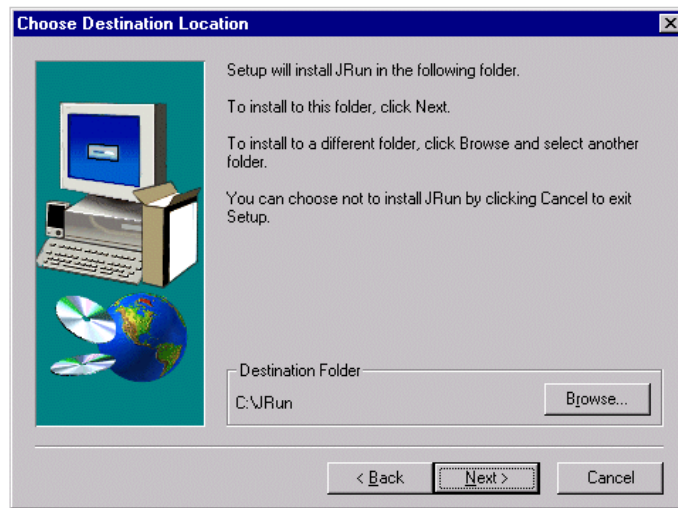 Choose Destination Location
Setup will install JRun in the following folder.
To install to this folder, click Next.
To install to a different folder, click Browse and select another
folder.
You can choose not to install JRun by clicking Cancel to exit
Setup.
Destination Folder
C:\JRun
Browse...
< Back
Next >
Cancel